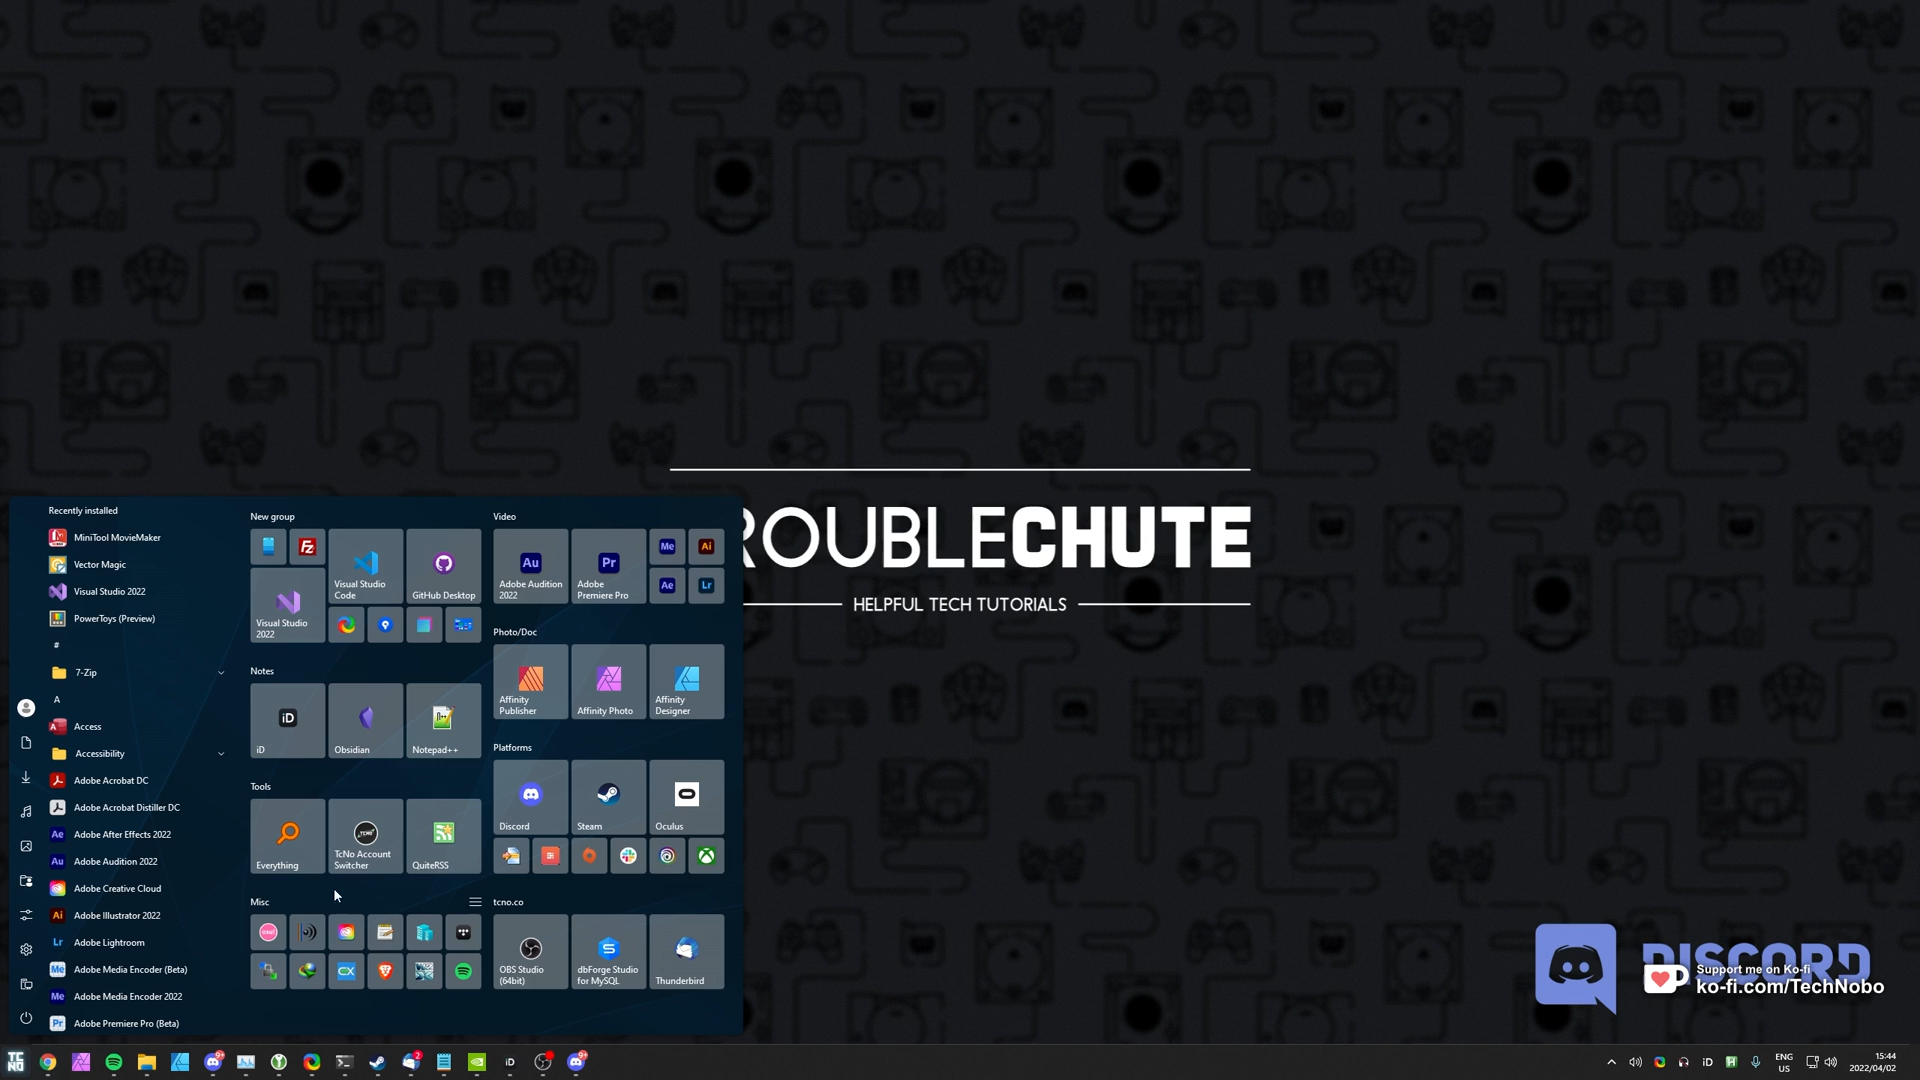 Recently installed
MiniTool MovieMaker
Vector Magic
Visual Studio 2022
PowerToys (Preview)
#
7-Zip
A
Access
Accessibility
Adobe Acrobat DC
Adobe Acrobat Distiller DC
Adobe After Effects 2022
Adobe Audition 2022
Adobe Creative Cloud
Adobe Illustrator 2022
Adobe Lightroom
Adobe Media Encoder (Beta)
Adobe Media Encoder 2022
Adobe Premiere Pro (Beta)
New group
Visual Studio
Code
GitHub Desktop
Visual Studio
2022
Notes
iD
Obsidian
Notepad++
Tools
Everything
TcNo Account
Switcher
QuiteRSS
Misc
Video
Adobe Audition
2022
Adobe
Premiere Pro
Me
Ai
Ae
Lr
Photo/Doc
Affinity
Publisher
Affinity Photo
Affinity
Designer
Platforms
Discord
Steam
Oculus
tcno.co
OBS Studio
(64bit)
dbForge Studio
for MySQL
Thunderbird
ROUBLECHUTE
HELPFUL TECH TUTORIALS
DISCORD
Support me on Ko-fi
ko-fi.com/TechNobo
ENG
US
15:44
2022/04/02